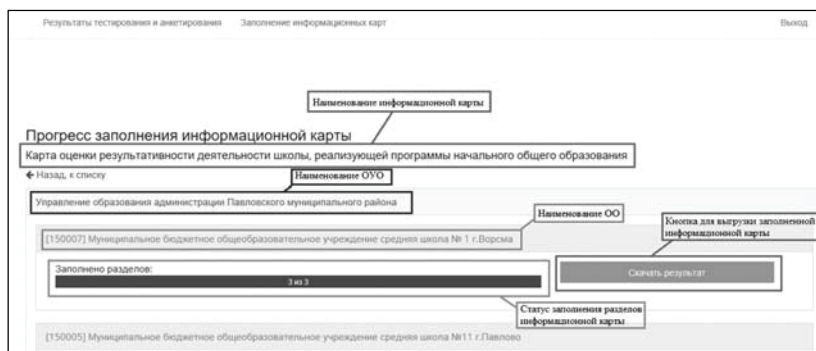 Результаты тестирования и анкетирования Заполнение информационных карт Выход
Наименование информационной карты
Прогресс заполнения информационной карты
Карта оценки результативности деятельности школы, реализующей программы начального общего образования
Назад, к списку
Наименование ОУО
Управление образования администрации Павловского муниципального района
Наименование ОО
Кнопка для выгрузки заполненной
информационной карты
[150007] Муниципальное бюджетное общеобразовательное учреждение средняя школа № 1 г.Ворсма
Заполнено разделов:
3 из 3
Скачать результат
Статус заполнения разделов
информационной карты
[150005] Муниципальное бюджетное общеобразовательное учреждение средняя школа №11 г.Павлово